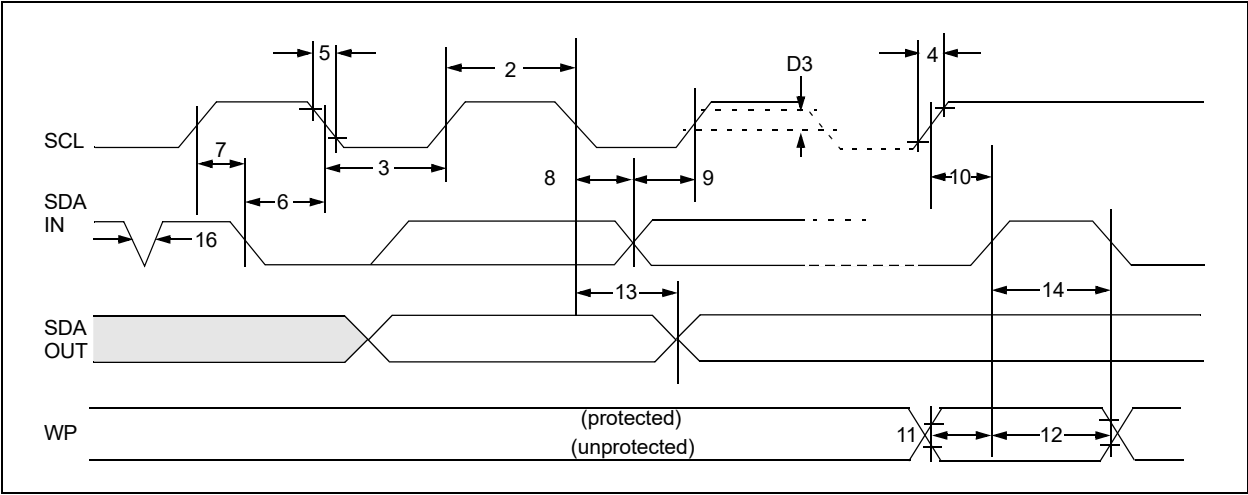 5
4
2
D3
SCL
7
3
8
9
10
SDA
IN
6
16
13
14
SDA
OUT
WP
(protected)
(unprotected)
11
12